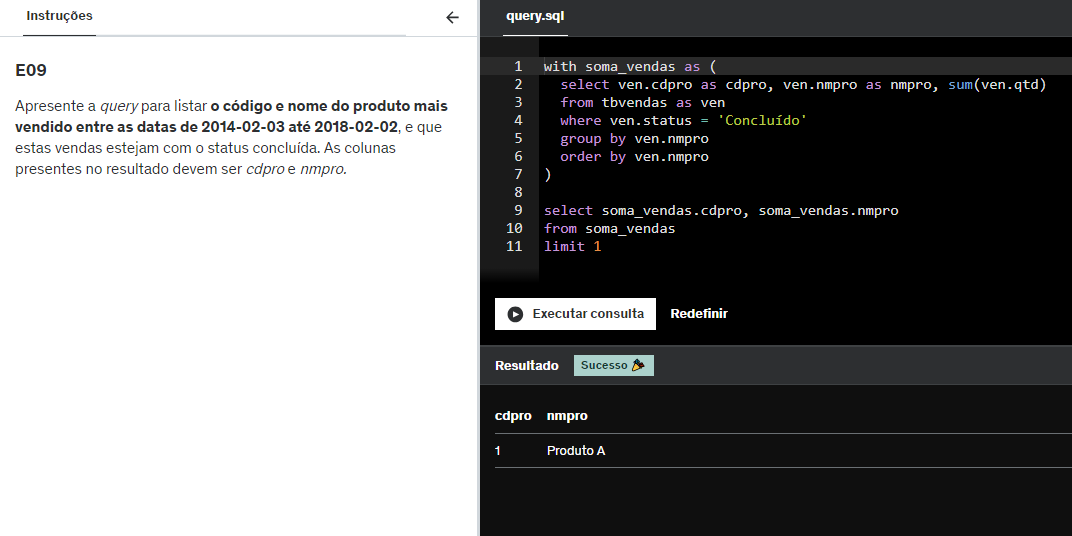 Instruções
E09
Apresente a query para listar o código e nome do produto mais
vendido entre as datas de 2014-02-03 até 2018-02-02, e que
estas vendas estejam com o status concluída. As colunas
presentes no resultado devem ser cdpro e nmpro.
query.sql
1 with soma_vendas as (
2   select ven.cdpro as cdpro, ven.nmpro as nmpro, sum(ven.qtd)
3   from tbvendas as ven
4   where ven.status = 'Concluído'
5   group by ven.nmpro
6   order by ven.nmpro
7 )
8
9 select soma_vendas.cdpro, soma_vendas.nmpro
10 from soma_vendas
11 limit 1
Executar consulta Redefinir
Resultado Sucesso
cdpro nmpro
1 Produto A